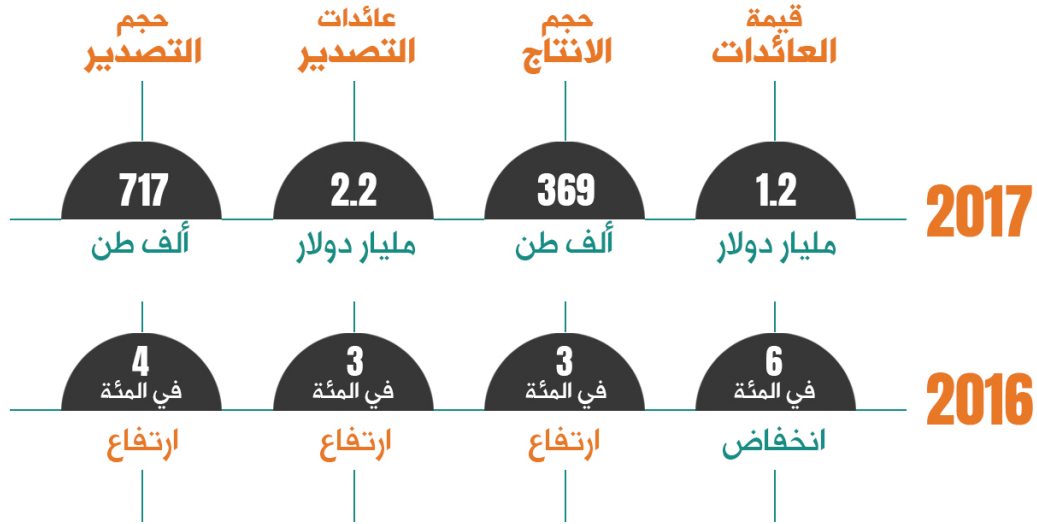 قيمة
العائدات
حجم
الانتاج
عائدات
التصدير
حجم
التصدير
2017
1.2
مليار دولار
369
ألف طن
2.2
مليار دولار
717
ألف طن
2016
6
في المئة
انخفاض
3
في المئة
ارتفاع
3
في المئة
ارتفاع
4
في المئة
ارتفاع